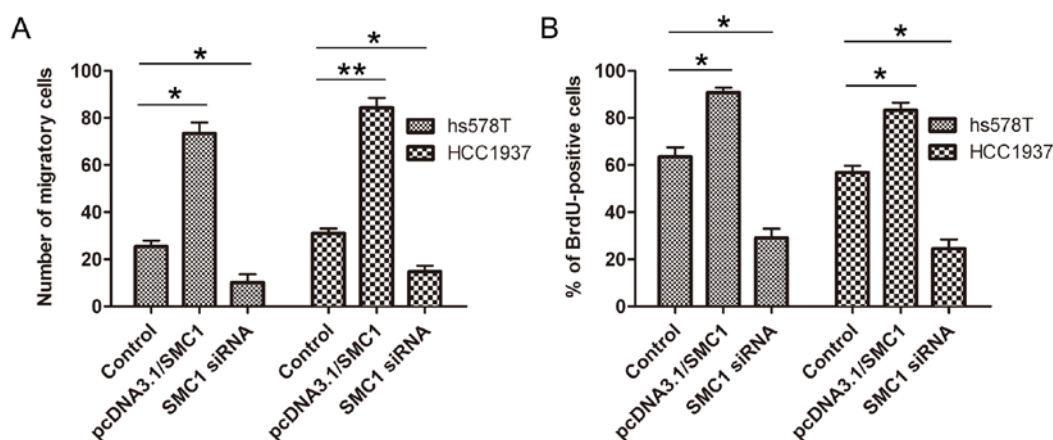 A
Number of migratory cells
100
80
60
40
20
0
*
*
*
**
hs578T
HCC1937
Control
pcDNA3.1/SMC1
SMC1 siRNA
Control
pcDNA3.1/SMC1
SMC1 siRNA
B
% of BrdU-positive cells
100
80
60
40
20
0
*
*
*
*
hs578T
HCC1937
Control
pcDNA3.1/SMC1
SMC1 siRNA
Control
pcDNA3.1/SMC1
SMC1 siRNA